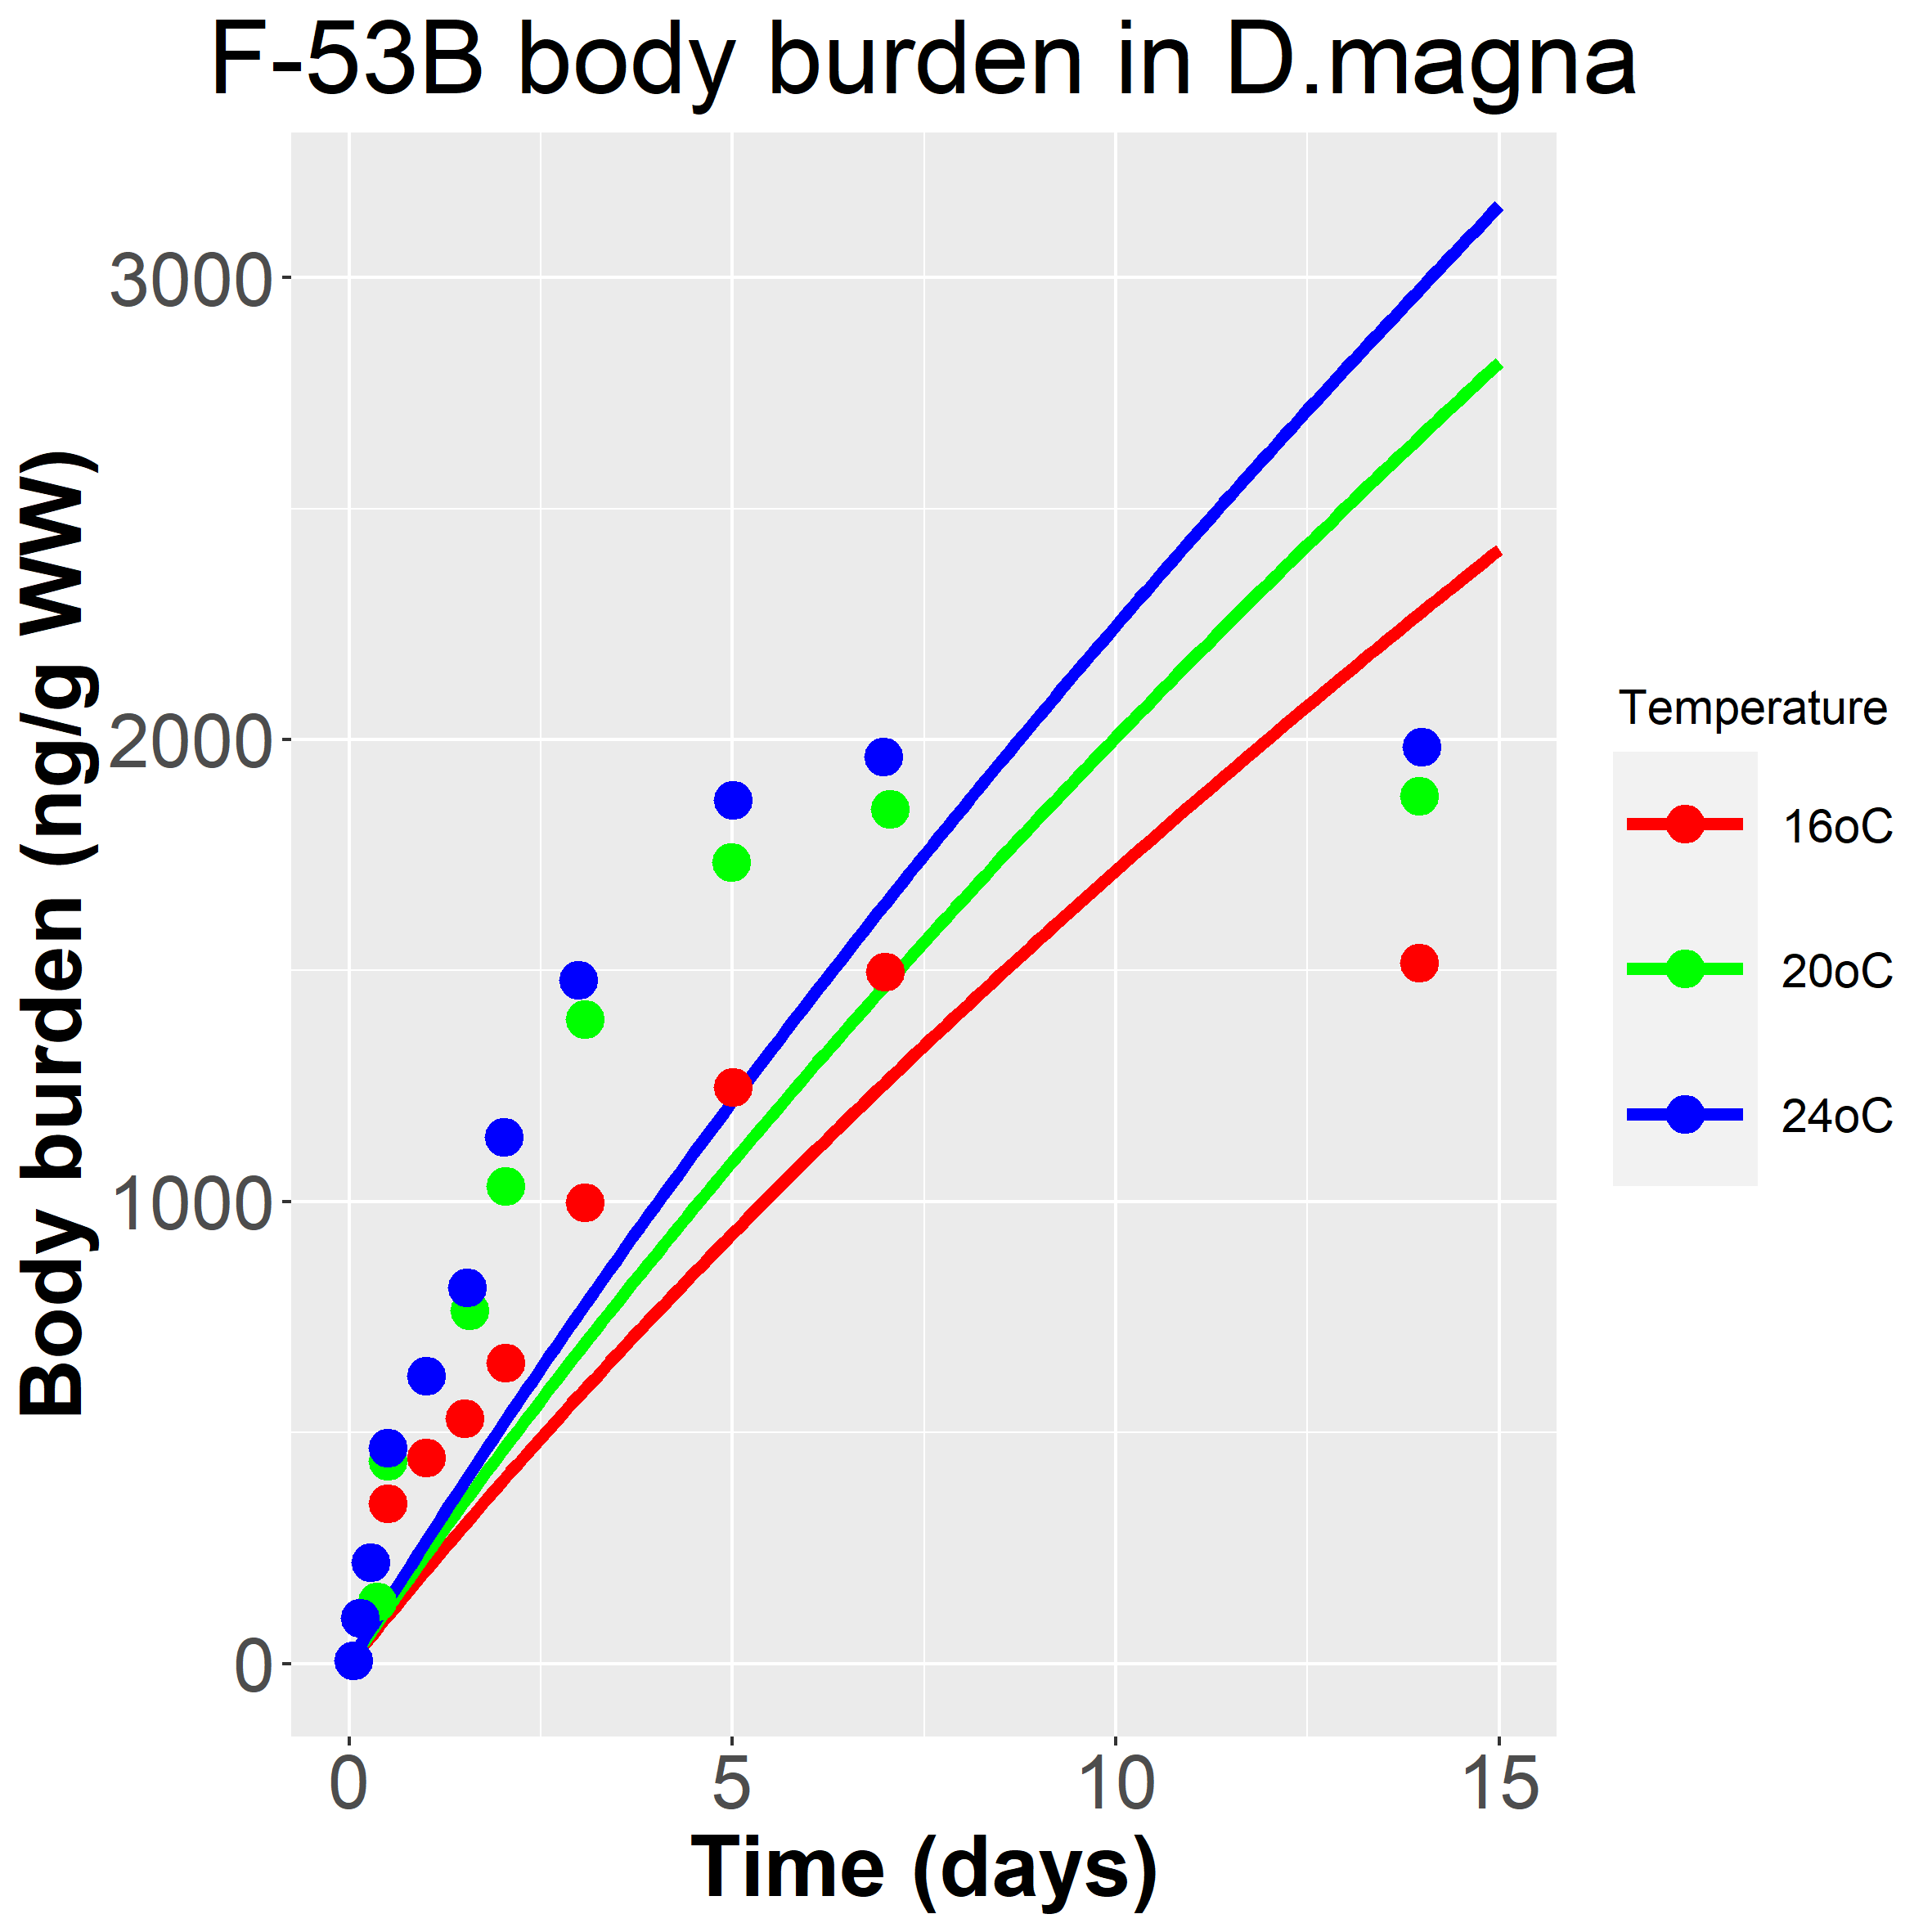 F-53B body burden in D.magna
Body burden (ng/g WW)
3000
2000
1000
0
0 5 10 15
Time (days)
Temperature
16oC
20oC
24oC